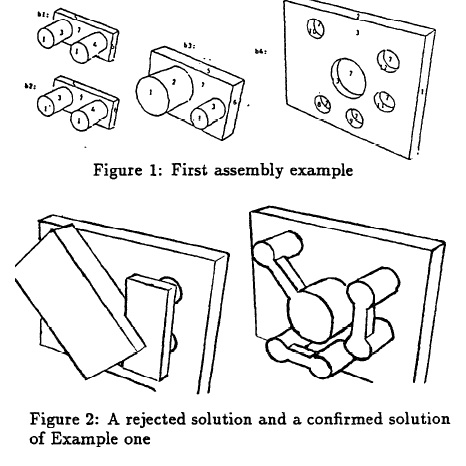 b1:
b2:
b3:
b4:
Figure 1: First assembly example
Figure 2: A rejected solution and a confirmed solution
of Example one